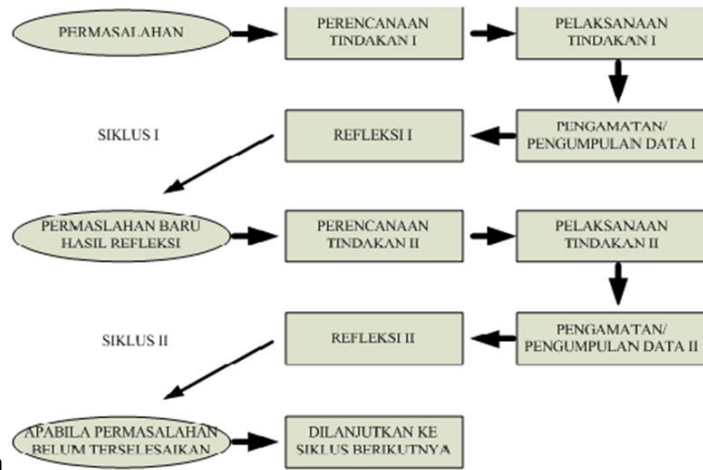 PERMASALAHAN
PERENCANAAN
TINDAKAN I
PELAKSANAAN
TINDAKAN I
SIKLUS I
REFLEKSI I
PENGAMATAN/
PENGUMPULAN DATA I
PERMASLAHAN BARU
HASIL REFLEKSI
PERENCANAAN
TINDAKAN II
PELAKSANAAN
TINDAKAN II
SIKLUS II
REFLEKSI II
PENGAMATAN/
PENGUMPULAN DATA II
APABILA PERMASALAHAN
BELUM TERSELESAIKAN
DILANJUTKAN KE
SIKLUS BERIKUTNYA